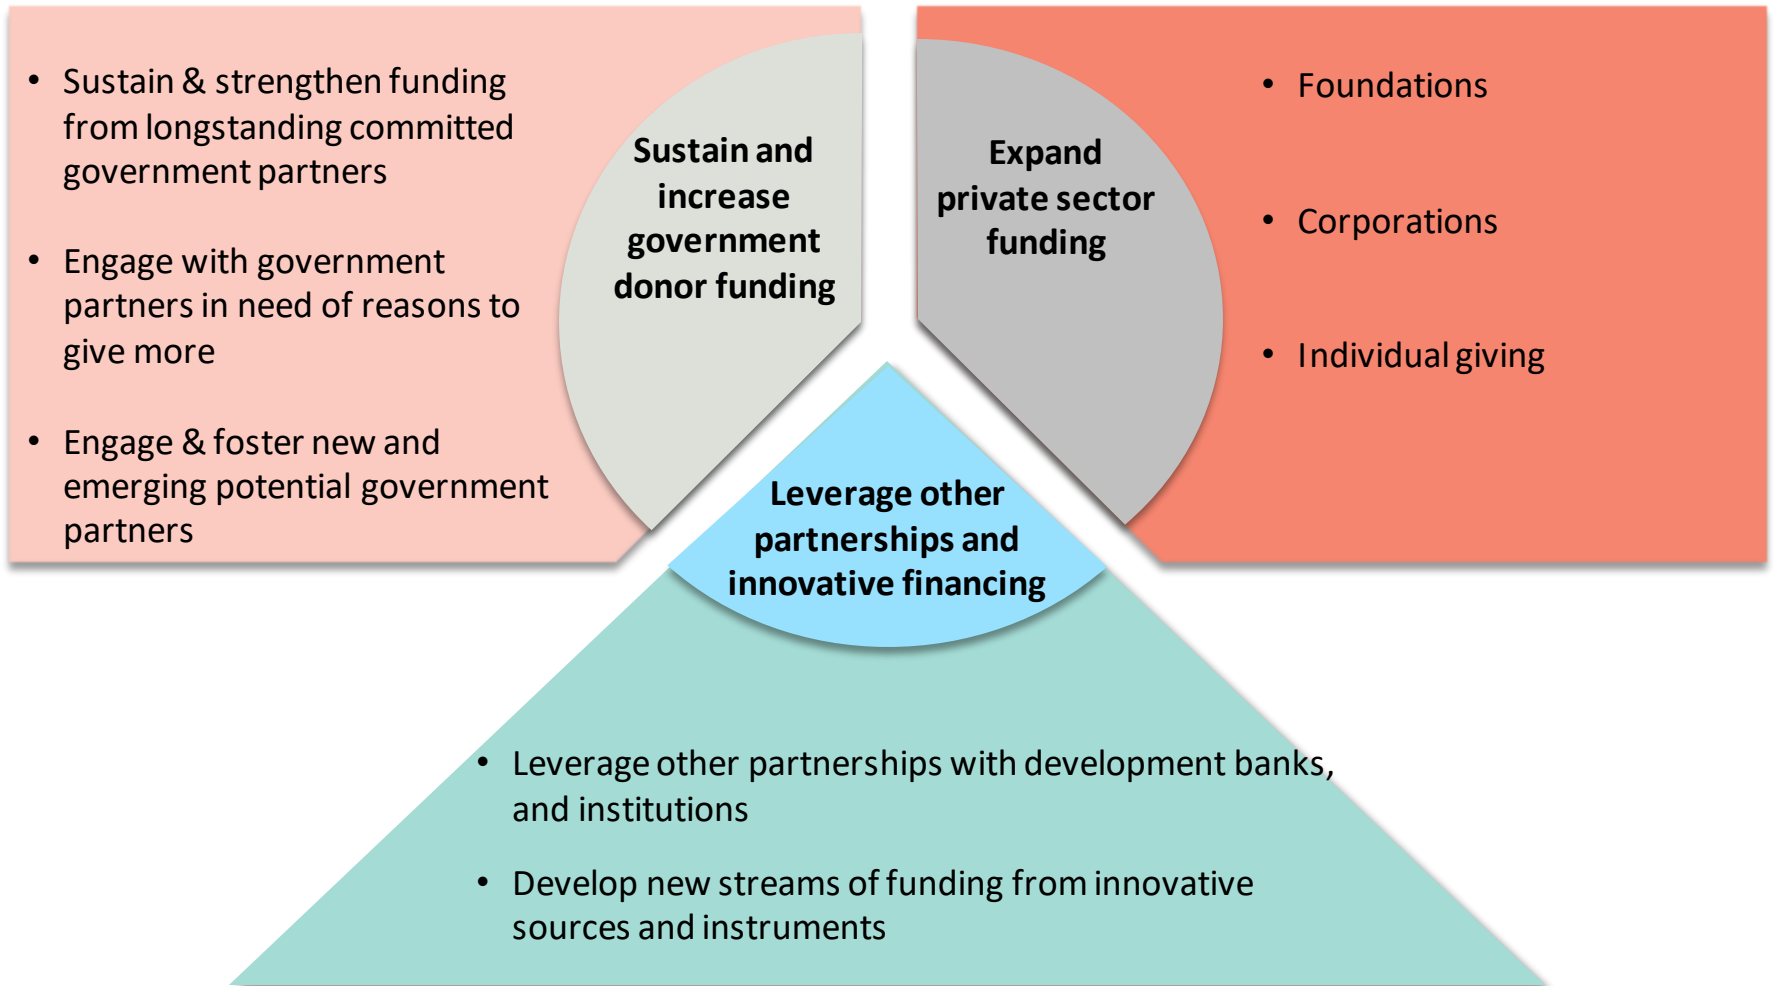 • Sustain & strengthen funding
from longstanding committed
government partners
• Engage with government
partners in need of reasons to
give more
• Engage & foster new and
emerging potential government
partners
Sustain and
increase
government
donor funding
Expand
private sector
funding
• Foundations
• Corporations
• Individual giving
Leverage other
partnerships and
innovative financing
• Leverage other partnerships with development banks,
and institutions
• Develop new streams of funding from innovative
sources and instruments